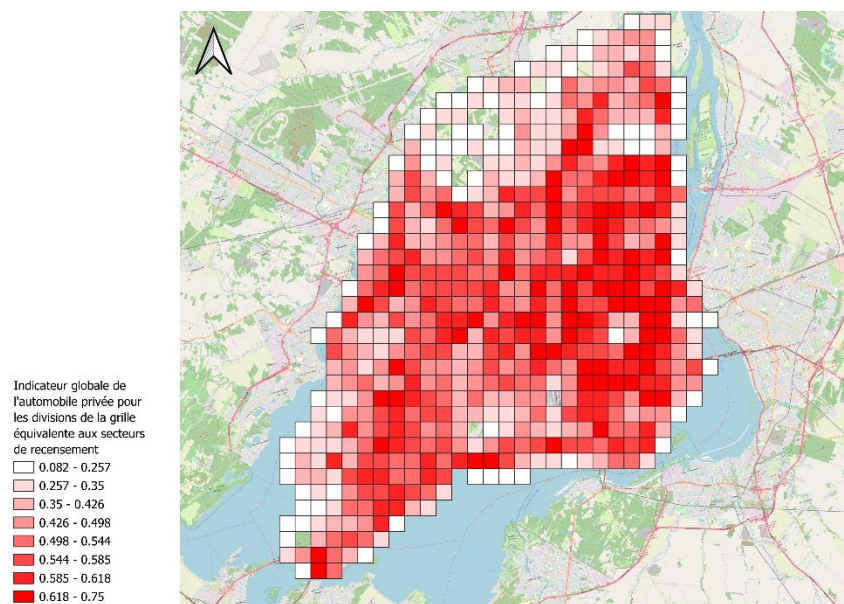 Indicateur globale de
l'automobile privée pour
les divisions de la grille
équivalente aux secteurs
de recensement
0.082 - 0.257
0.257 - 0.35
0.35 - 0.426
0.426 - 0.498
0.498 - 0.544
0.544 - 0.585
0.585 - 0.618
0.618 - 0.75